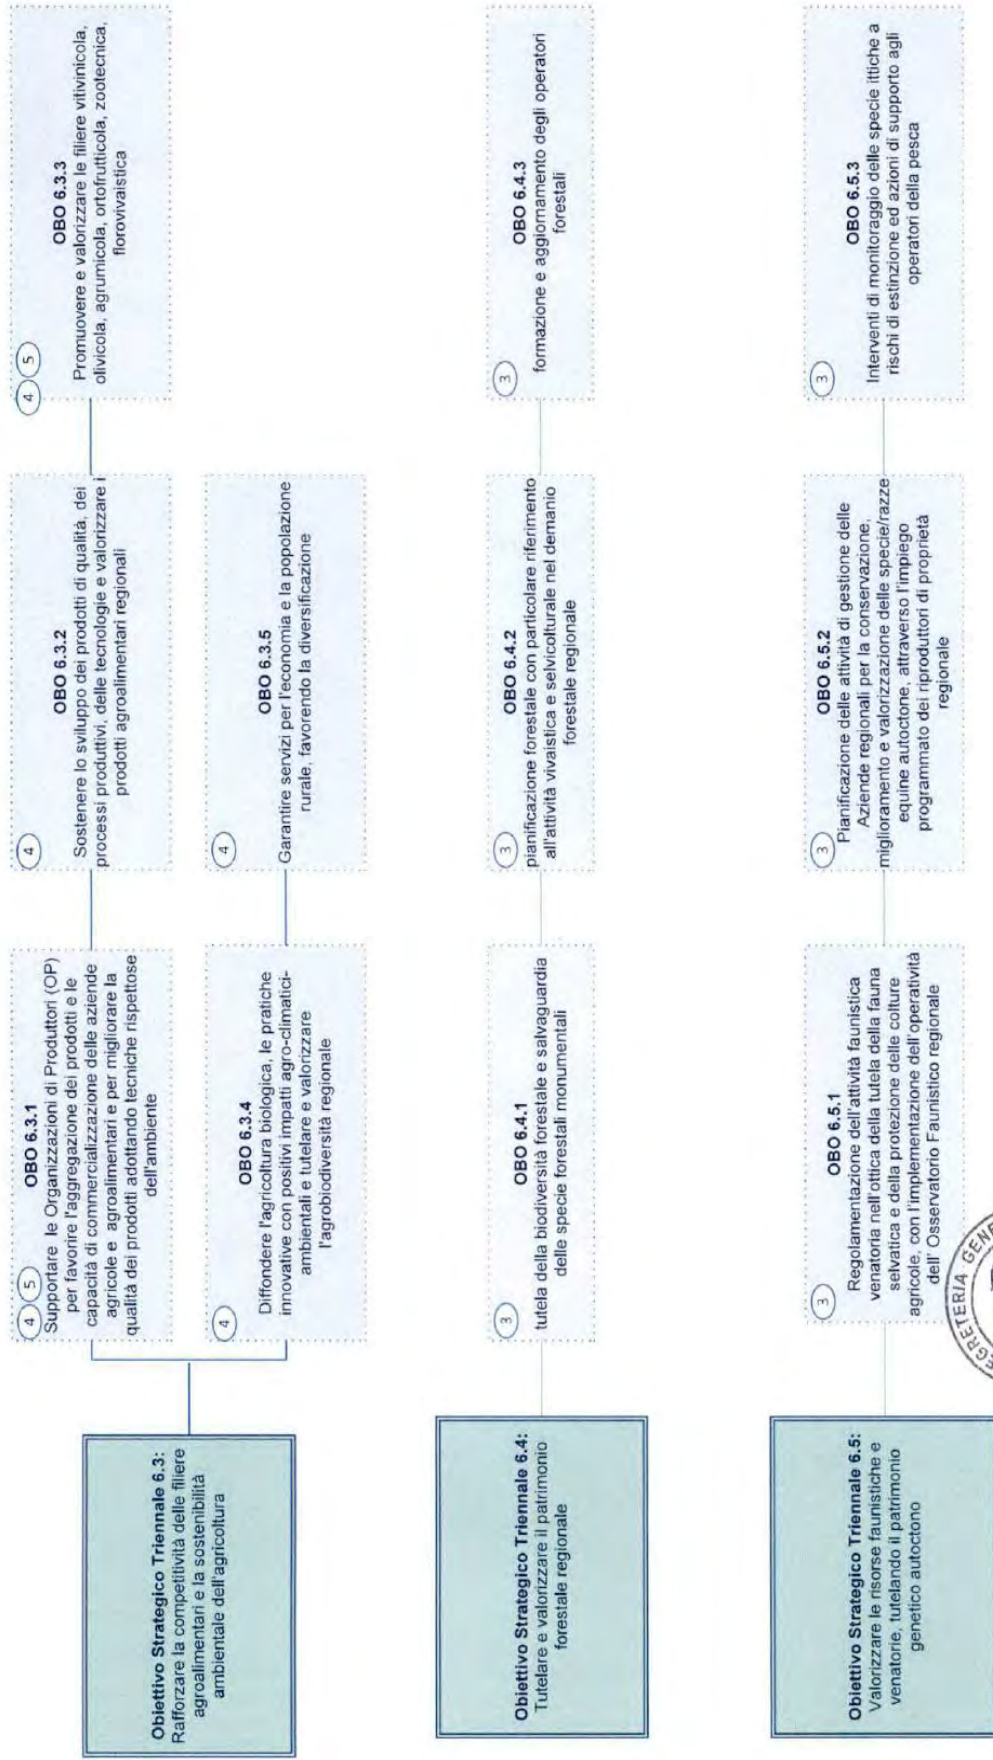 Obiettivo Strategico Triennale 6.3:
Rafforzare la competitività delle filiere
agroalimentari e la sostenibilità
ambientale dell'agricoltura
4 5
OBO 6.3.1
Supportare le Organizzazioni di Produttori (OP)
per favorire l'aggregazione dei prodotti e le
capacità di commercializzazione delle aziende
agricole e agroalimentari e per migliorare la
qualità dei prodotti adottando tecniche rispettose
dell'ambiente
4
OBO 6.3.2
Sostenere lo sviluppo dei prodotti di qualità, dei
processi produttivi, delle tecnologie e valorizzare i
prodotti agroalimentari regionali
4 5
OBO 6.3.3
Promuovere e valorizzare le filiere vitivinicola,
olivicola, agrumicola, ortofrutticola, zootecnica,
florovivaistica
4
OBO 6.3.4
Diffondere l'agricoltura biologica, le pratiche
innovative con positivi impatti agro-climatici-
ambientali e tutelare e valorizzare
l'agrobiodiversità regionale
4
OBO 6.3.5
Garantire servizi per l'economia e la popolazione
rurale, favorendo la diversificazione
Obiettivo Strategico Triennale 6.4:
Tutelare e valorizzare il patrimonio
forestale regionale
3
OBO 6.4.1
tutela della biodiversità forestale e salvaguardia
delle specie forestali monumentali
3
OBO 6.4.2
pianificazione forestale con particolare riferimento
all'attività vivaistica e selvicolturale nel demanio
forestale regionale
3
OBO 6.4.3
formazione e aggiornamento degli operatori
forestali
Obiettivo Strategico Triennale 6.5:
Valorizzare le risorse faunistiche e
venatorie, tutelando il patrimonio
genetico autoctono
3
OBO 6.5.1
Regolamentazione dell'attività faunistica
venatoria nell'ottica della tutela della fauna
selvatica e della protezione delle colture
agricole, con l'implementazione dell'operatività
dell' Osservatorio Faunistico regionale
3
OBO 6.5.2
Pianificazione delle attività di gestione delle
Aziende regionali per la conservazione,
miglioramento e valorizzazione delle specie/razze
equine autoctone, attraverso l'impiego
programmato dei riproduttori di proprietà
regionale
3
OBO 6.5.3
Interventi di monitoraggio delle specie ittiche a
rischi di estinzione ed azioni di supporto agli
operatori della pesca